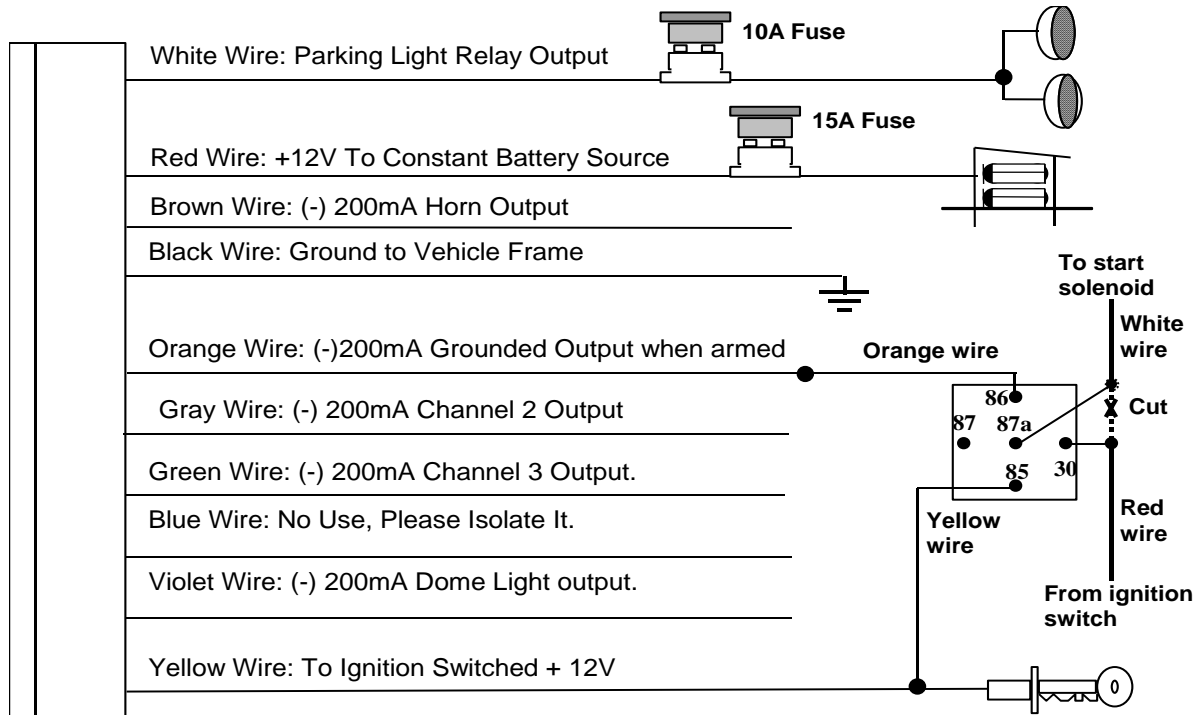 White Wire: Parking Light Relay Output
10A Fuse
15A Fuse
Red Wire: +12V To Constant Battery Source
Brown Wire: (-) 200mA Horn Output
Black Wire: Ground to Vehicle Frame
To start
solenoid
White
wire
Orange Wire: (-)200mA Grounded Output when armed
Orange wire
86
Cut
Gray Wire: (-) 200mA Channel 2 Output
87 87a
85 30
Green Wire: (-) 200mA Channel 3 Output.
Blue Wire: No Use, Please Isolate It.
Yellow
wire
Red
wire
Violet Wire: (-) 200mA Dome Light output.
From ignition
switch
Yellow Wire: To Ignition Switched + 12V